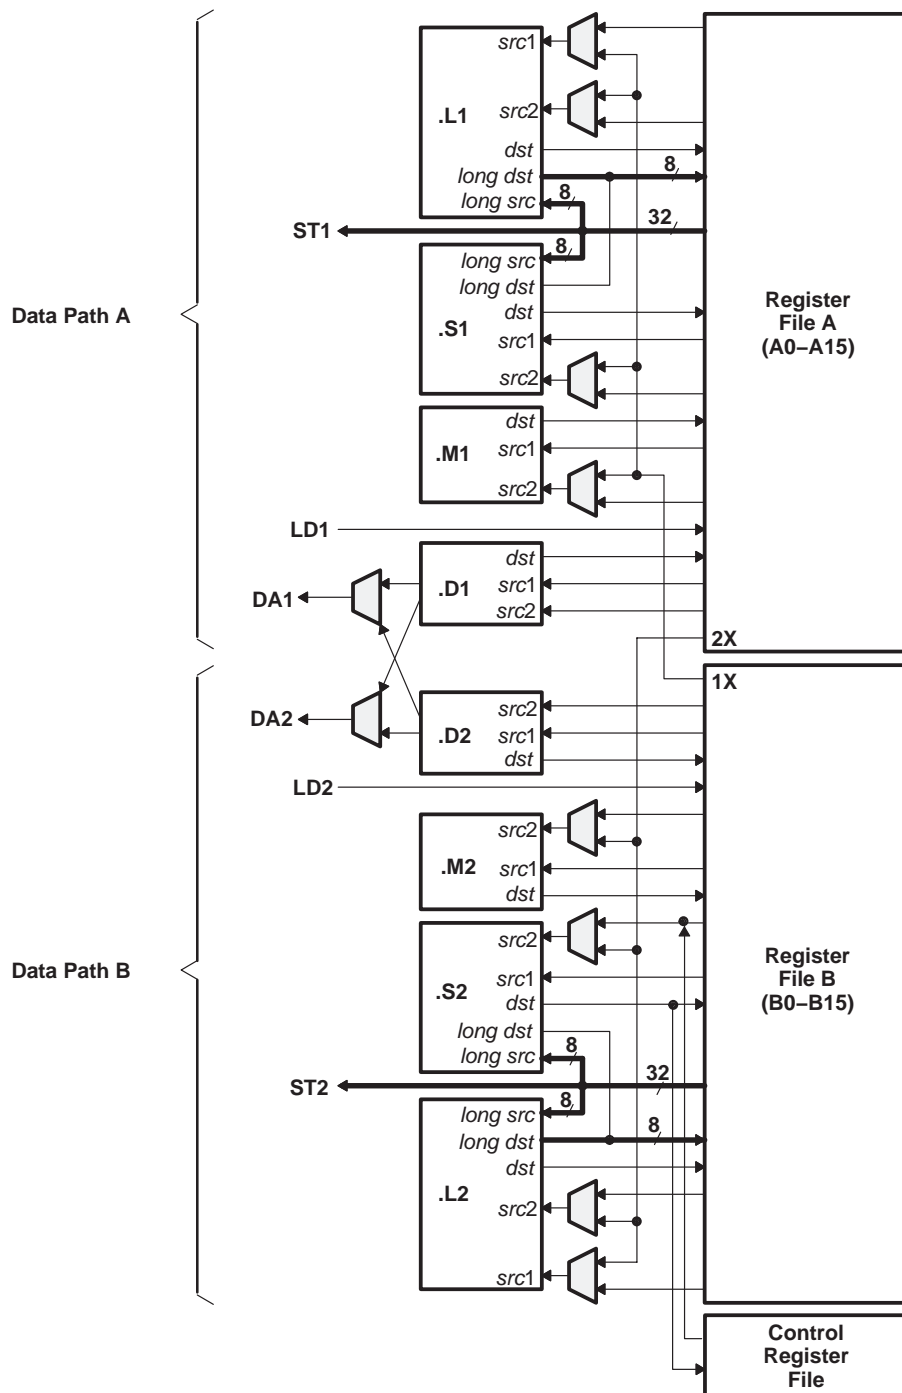 src1
.L1
src2
dst
long dst
8
8
long src
ST1
32
8
long src
long dst
Data Path A
dst
.S1
src1
src2
Register
File A
(A0–A15)
dst
.M1
src1
src2
LD1
dst
DA1
.D1
src1
src2
2X
1X
DA2
src2
.D2
src1
dst
LD2
src2
.M2
src1
dst
src2
Data Path B
.S2
src1
dst
Register
File B
(B0–B15)
long dst
8
long src
ST2
32
8
long src
long dst
8
dst
.L2
src2
src1
Control
Register
File